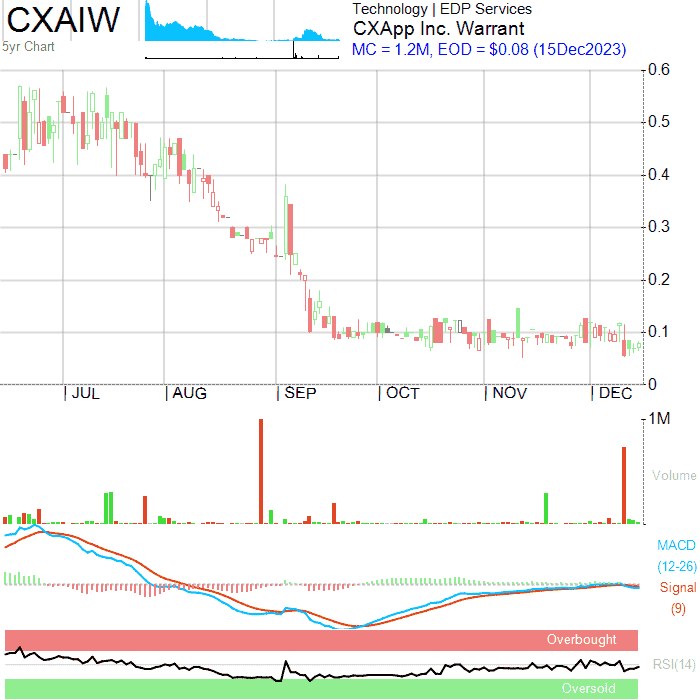 CXAIW
5yr Chart
Technology | EDP Services
CXApp Inc. Warrant
MC = 1.2M, EOD = $0.08 (15Dec2023)
0.6
0.5
0.4
0.3
0.2
0.1
0
JUL AUG SEP OCT NOV DEC
1M
Volume
MACD
(12-26)
Signal
(9)
Overbought
RSI(14)
Oversold